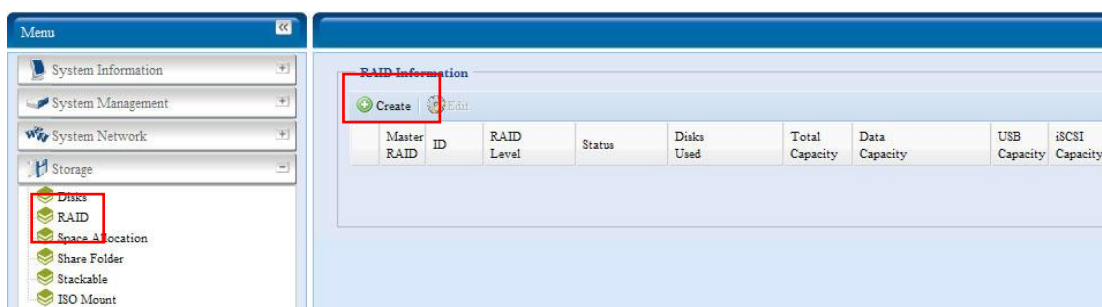 Menu
System Information
System Management
System Network
Storage
Disks
RAID
Space Allocation
Share Folder
Stackable
ISO Mount
RAID Information
Create Edit
Master RAID ID RAID Level Status Disks Used Total Capacity Data Capacity USB Capacity iSCSI Capacity